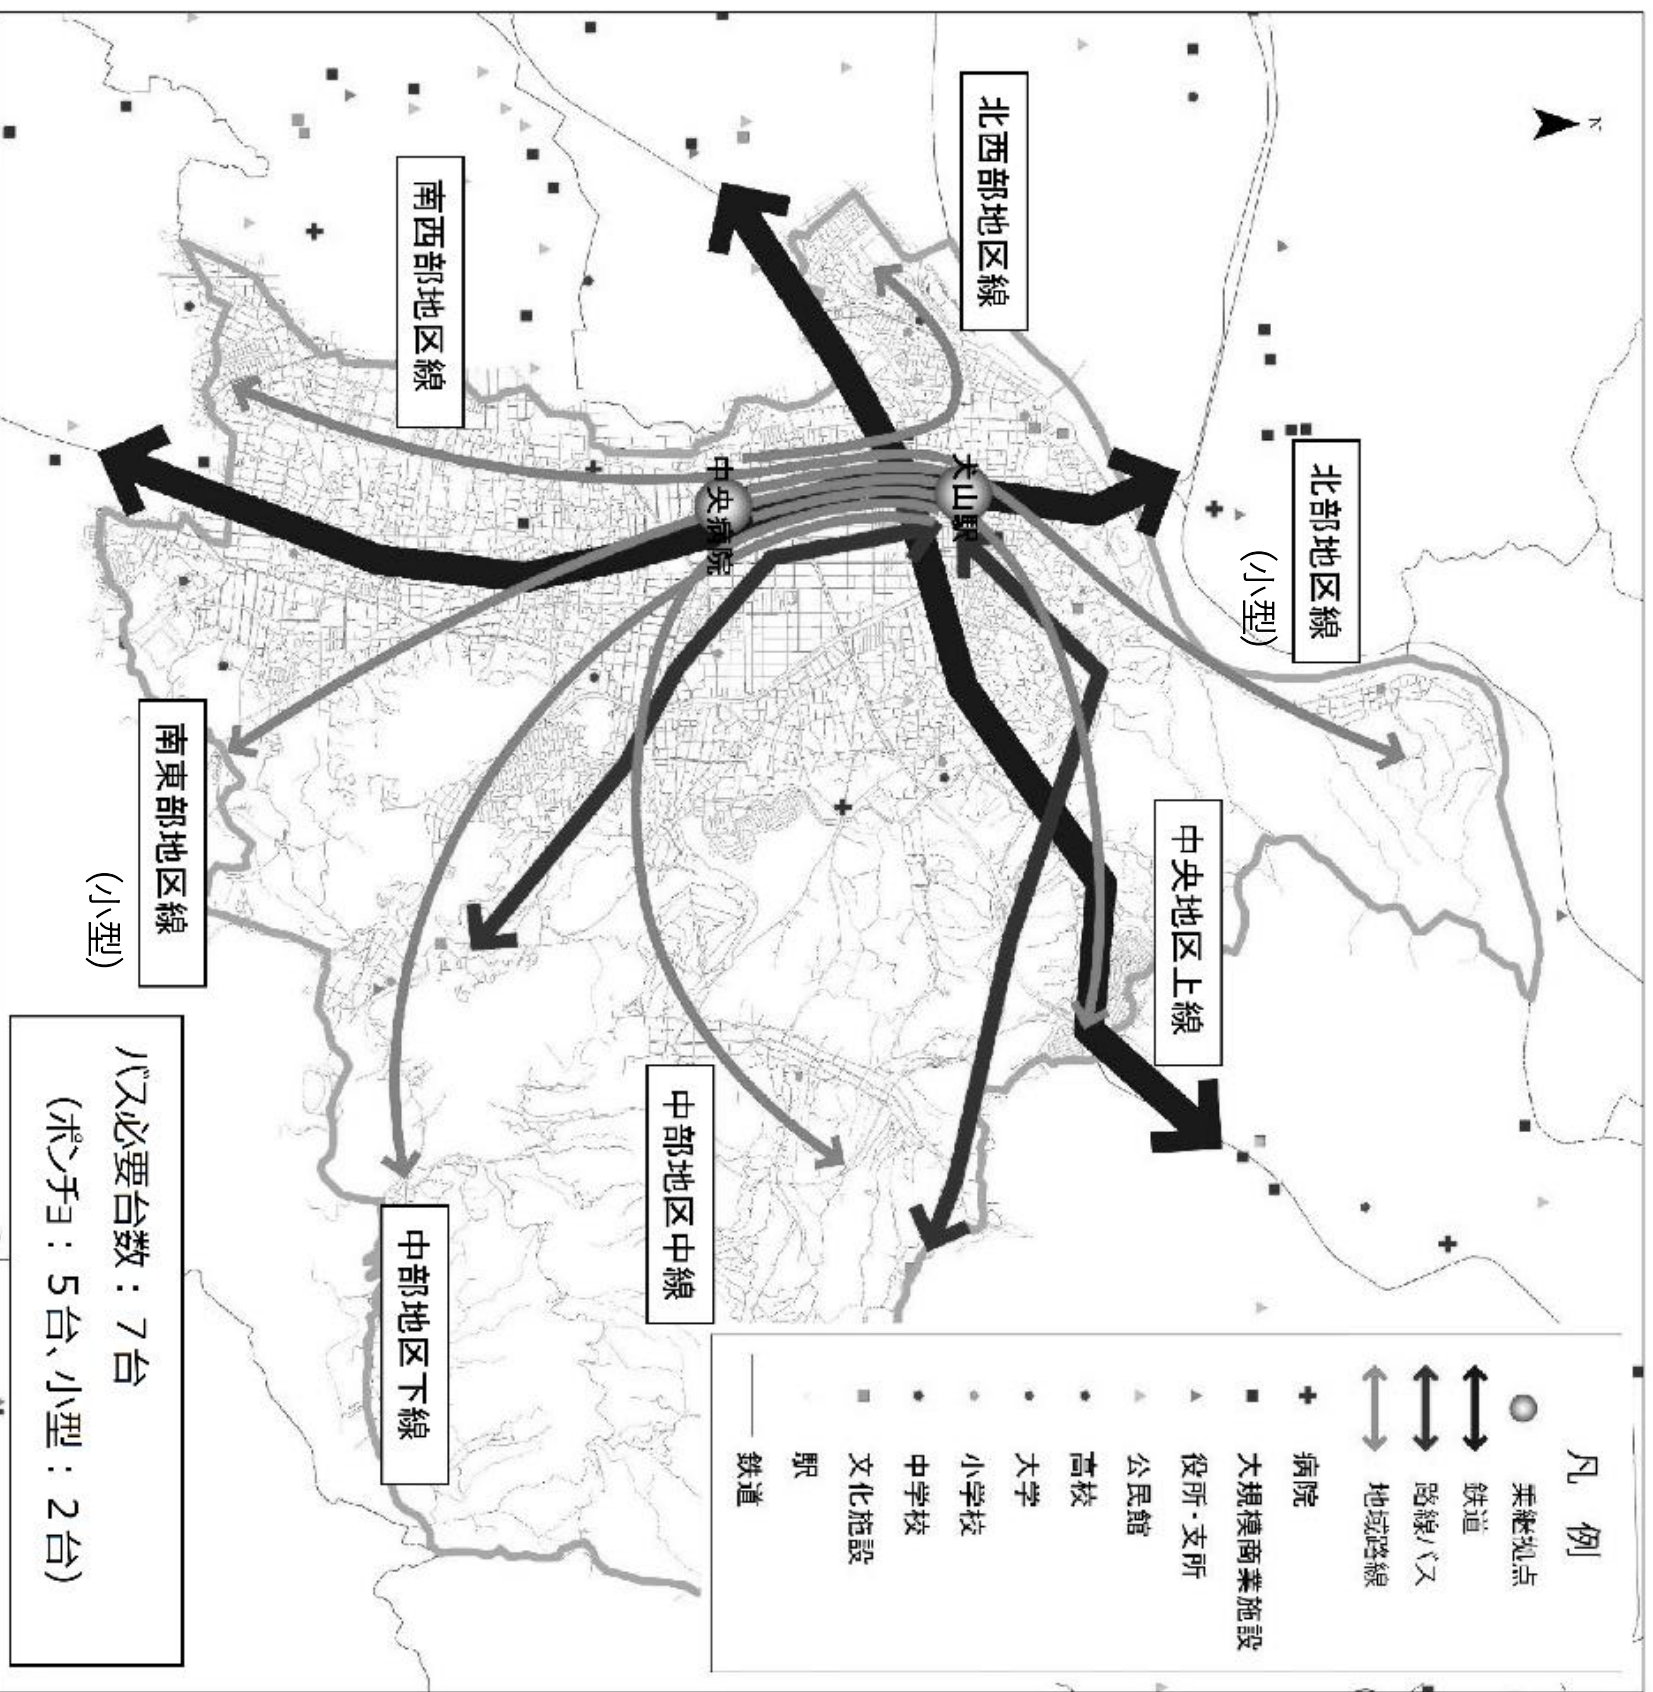 N
北西部地区線
北部地区線
(小型)
南西部地区線
犬山駅
中央病院
中央地区上線
南東部地区線
(小型)
中部地区中線
中部地区下線
凡 例
乗継拠点
鉄道
路線バス
地域路線
病院
大規模商業施設
役所・支所
公民館
高校
大学
小学校
中学校
文化施設
駅
鉄道
バス必要台数：７台
(ポンチョ：５台、小型：２台)